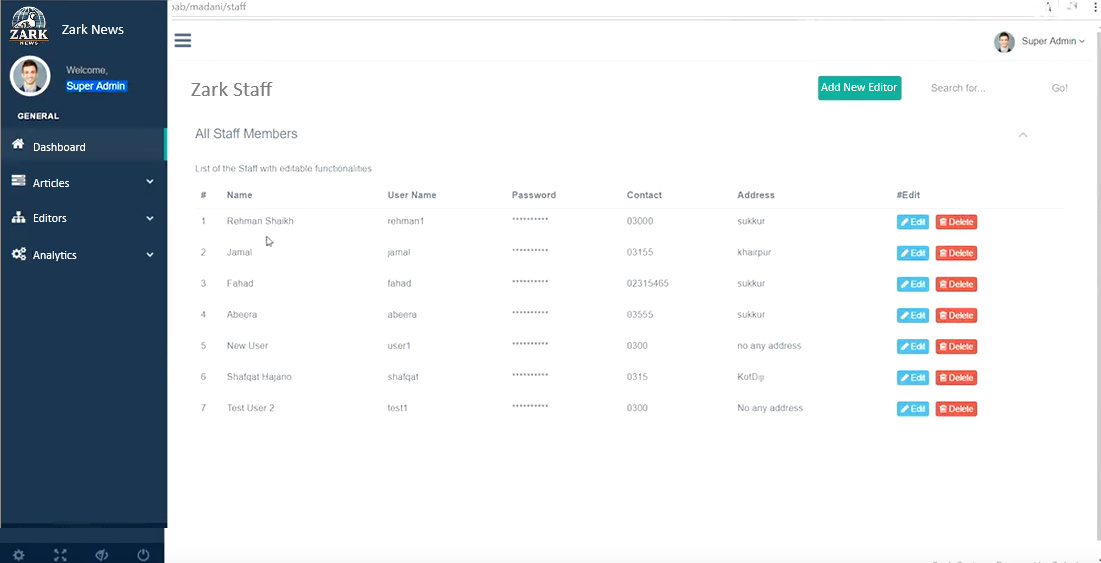 bab/madani/staff
ZARK
NEWS
Zark News
Welcome,
Super Admin
GENERAL
Dashboard
Articles
Editors
Analytics
Super Admin
Zark Staff
Add New Editor
Search for...
Go!
All Staff Members
List of the Staff with editable functionalities
# Name User Name Password Contact Address #Edit
1 Rehman Shaikh rehman1 ********** 03000 sukkur Edit Delete
2 Jamal jamal ********** 03155 khairpur Edit Delete
3 Fahad fahad ********** 02315465 sukkur Edit Delete
4 Abeera abeera ********** 03555 sukkur Edit Delete
5 New User user1 ********** 0300 no any address Edit Delete
6 Shafqat Hajano shafqat ********** 0315 KotDiji Edit Delete
7 Test User 2 test1 ********** 0300 No any address Edit Delete